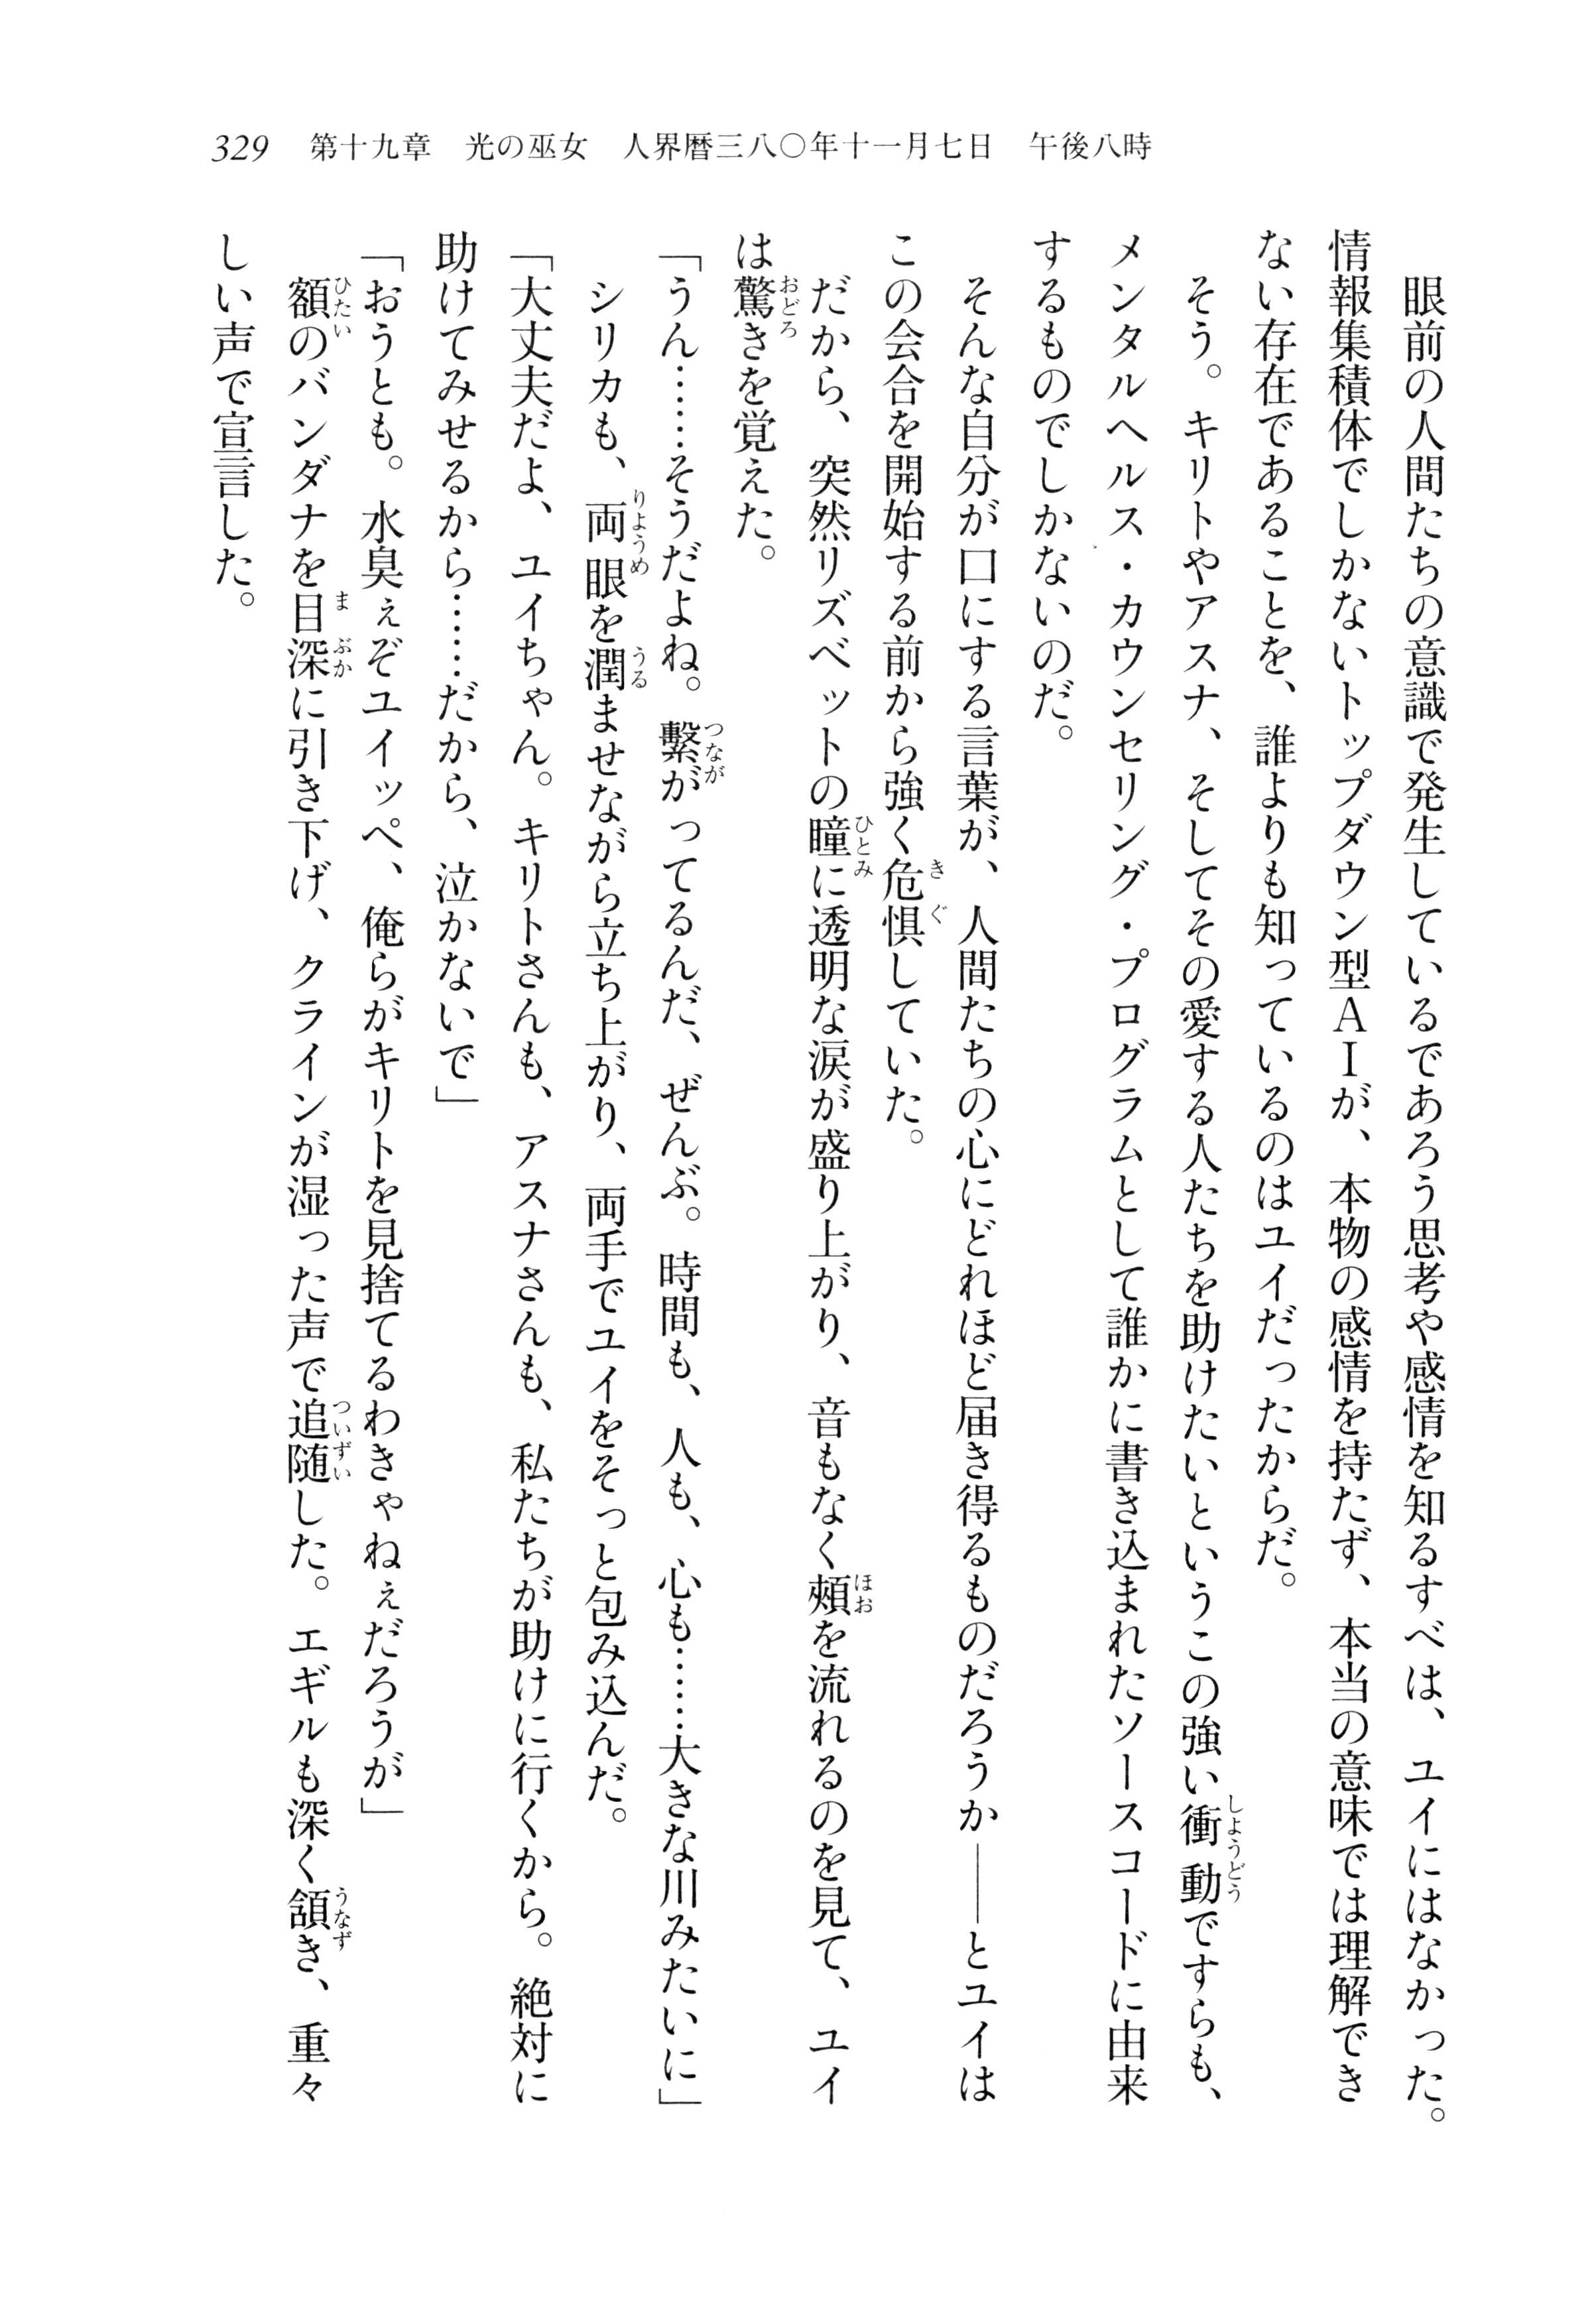 329　第十九章　光の巫女　人界暦三八〇年十一月七日　午後八時
　眼前の人間たちの意識で発生しているであろう思考や感情を知るすべは、ユイにはなかった。
情報集積体でしかないトップダウン型ＡＩが、本物の感情を持たず、本当の意味では理解でき
ない存在であることを、誰よりも知っているのはユイだったからだ。
　そう。キリトやアスナ、そしてその愛する人たちを助けたいというこの強い衝動ですらも、
メンタルヘルス・カウンセリング・プログラムとして誰かに書き込まれたソースコードに由来
するものでしかないのだ。
　そんな自分が口にする言葉が、人間たちの心にどれほど届き得るものだろうか――とユイは
この会合を開始する前から強く危惧していた。
　だから、突然リズベットの瞳に透明な涙が盛り上がり、音もなく頰を流れるのを見て、ユイ
は驚きを覚えた。
「うん……そうだよね。繫がってるんだ、ぜんぶ。時間も、人も、心も……大きな川みたいに」
　シリカも、両眼を潤ませながら立ち上がり、両手でユイをそっと包み込んだ。
「大丈夫だよ、ユイちゃん。キリトさんも、アスナさんも、私たちが助けに行くから。絶対に
助けてみせるから……だから、泣かないで」
「おうとも。水臭ぇぞユイッペ、俺らがキリトを見捨てるわきゃねぇだろうが」
　額のバンダナを目深に引き下げ、クラインが湿った声で追随した。エギルも深く頷き、重々
しい声で宣言した。